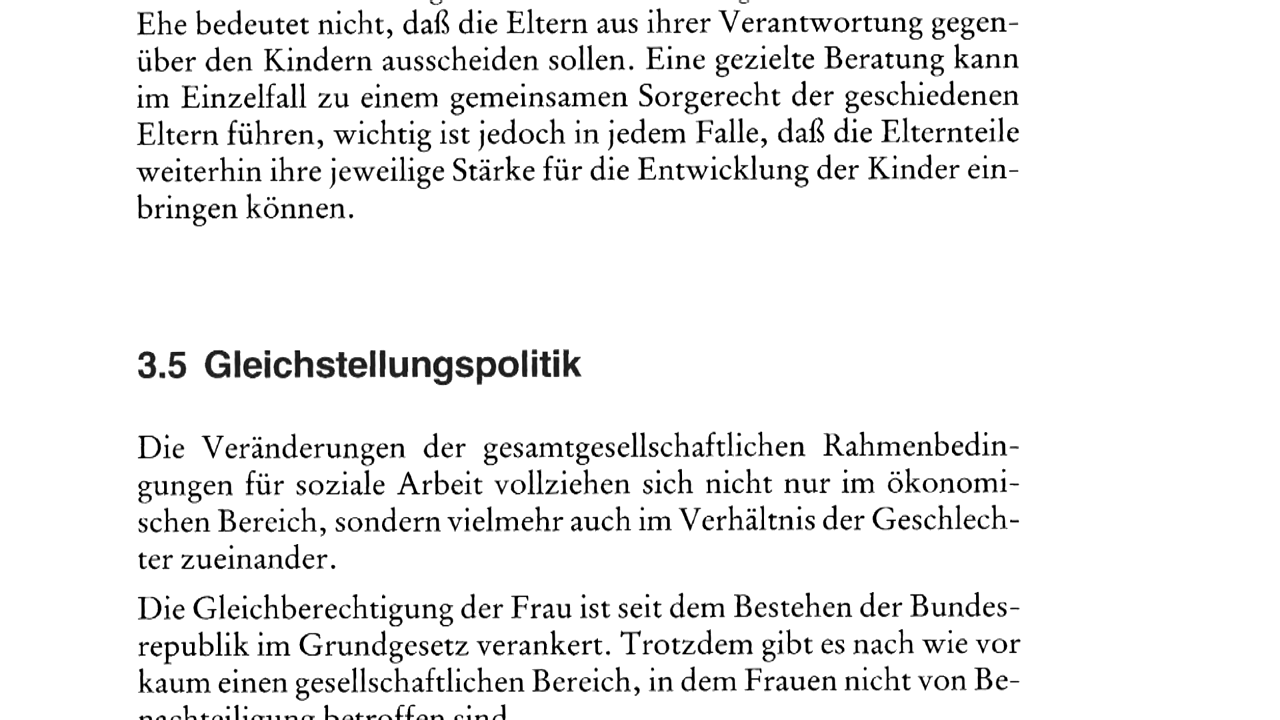 Ehe bedeutet nicht, daß die Eltern aus ihrer Verantwortung gegen-
über den Kindern ausscheiden sollen. Eine gezielte Beratung kann
im Einzelfall zu einem gemeinsamen Sorgerecht der geschiedenen
Eltern führen, wichtig ist jedoch in jedem Falle, daß die Elternteile
weiterhin ihre jeweilige Stärke für die Entwicklung der Kinder ein-
bringen können.
3.5 Gleichstellungspolitik
Die Veränderungen der gesamtgesellschaftlichen Rahmenbedin-
gungen für soziale Arbeit vollziehen sich nicht nur im ökonomi-
schen Bereich, sondern vielmehr auch im Verhältnis der Geschlech-
ter zueinander.
Die Gleichberechtigung der Frau ist seit dem Bestehen der Bundes-
republik im Grundgesetz verankert. Trotzdem gibt es nach wie vor
kaum einen gesellschaftlichen Bereich, in dem Frauen nicht von Be-
nachteiligung betroffen sind